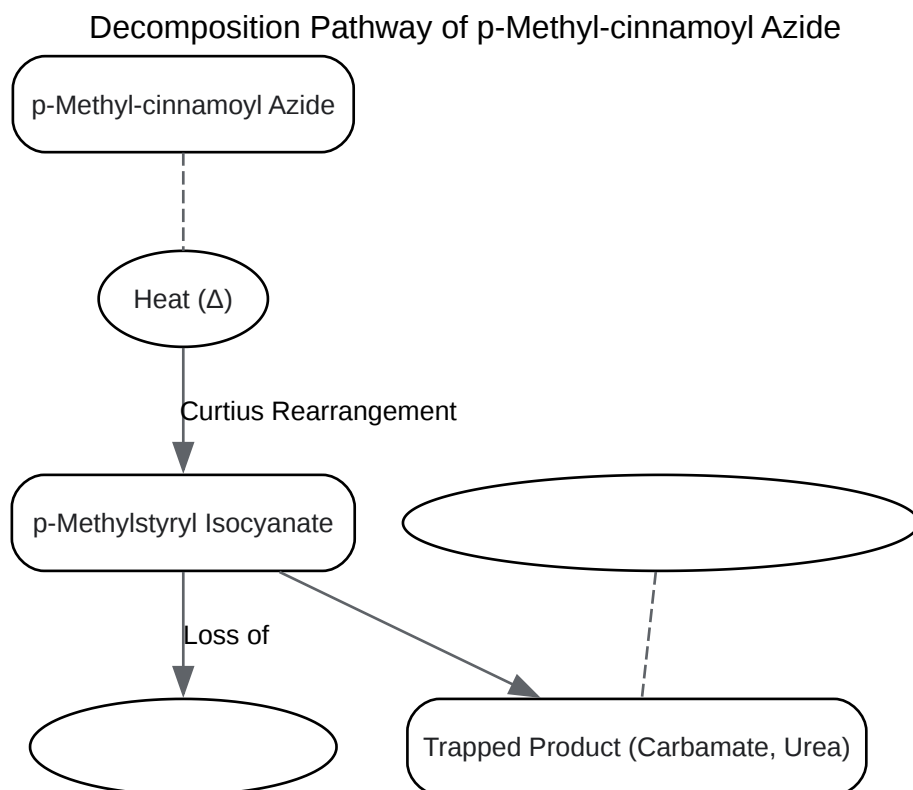 Decomposition Pathway of p-Methyl-cinnamoyl Azide
p-Methyl-cinnamoyl Azide
Heat (Δ)
Curtius Rearrangement
p-Methylstyryl Isocyanate
Loss of
Trapped Product (Carbamate, Urea)